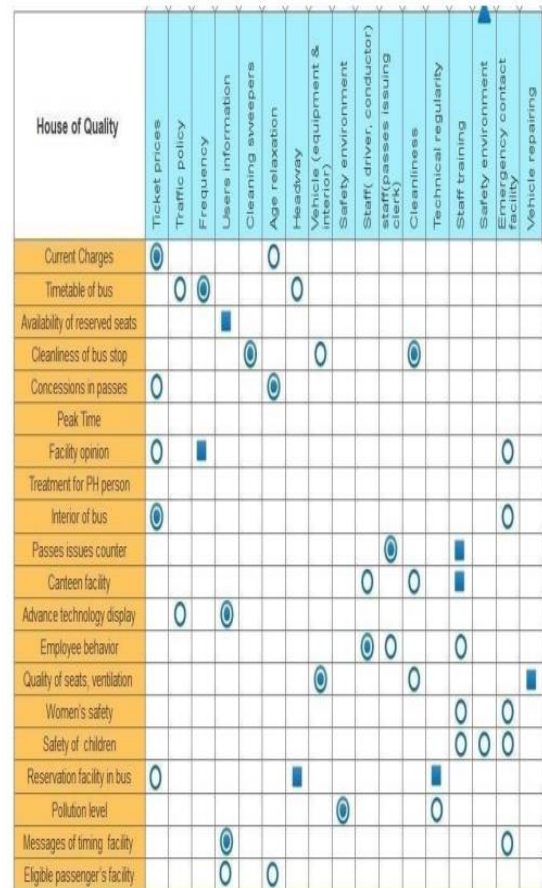 House of Quality
Ticket prices
Traffic policy
Frequency
Users information
Cleaning sweepers
Age relaxation
Headway
Vehicle (equipment &
interior)
Safety environment
Staff( driver, conductor)
staff(passes issuing
clerk)
Cleanliness
Technical regularity
Staff training
Safety environment
Emergency contact
facility
Vehicle repairing
Current Charges
Timetable of bus
Availability of reserved seats
Cleanliness of bus stop
Concessions in passes
Peak Time
Facility opinion
Treatment for PH person
Interior of bus
Passes issues counter
Canteen facility
Advance technology display
Employee behavior
Quality of seats, ventilation
Women's safety
Safety of children
Reservation facility in bus
Pollution level
Messages of timing facility
Eligible passenger's facility